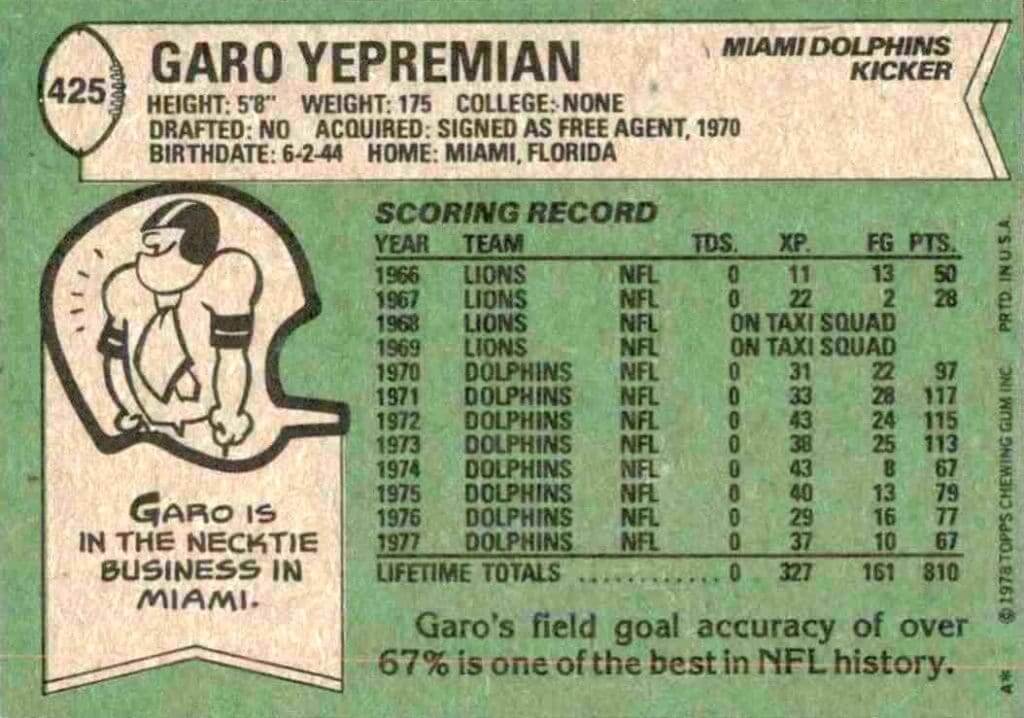 425
GARO YEPREMIAN
MIAMI DOLPHINS
KICKER
HEIGHT: 5'8" WEIGHT: 175 COLLEGE: NONE
DRAFTED: NO ACQUIRED: SIGNED AS FREE AGENT, 1970
BIRTHDATE: 6-2-44 HOME: MIAMI, FLORIDA
SCORING RECORD
YEAR TEAM TDS. XP. FG PTS.
1966 LIONS NFL 0 11 13 50
1967 LIONS NFL 0 22 2 28
1968 LIONS NFL ON TAXI SQUAD
1969 LIONS NFL ON TAXI SQUAD
1970 DOLPHINS NFL 0 31 22 97
1971 DOLPHINS NFL 0 33 28 117
1972 DOLPHINS NFL 0 43 24 115
1973 DOLPHINS NFL 0 38 25 113
1974 DOLPHINS NFL 0 43 8 67
1975 DOLPHINS NFL 0 40 13 79
1976 DOLPHINS NFL 0 29 16 77
1977 DOLPHINS NFL 0 37 10 67
LIFETIME TOTALS ............. 0 327 161 810
GARO IS
IN THE NECKTIE
BUSINESS IN
MIAMI.
Garo's field goal accuracy of over
67% is one of the best in NFL history.
A* © 1978 TOPPS CHEWING GUM INC. PRTD. IN U.S.A.